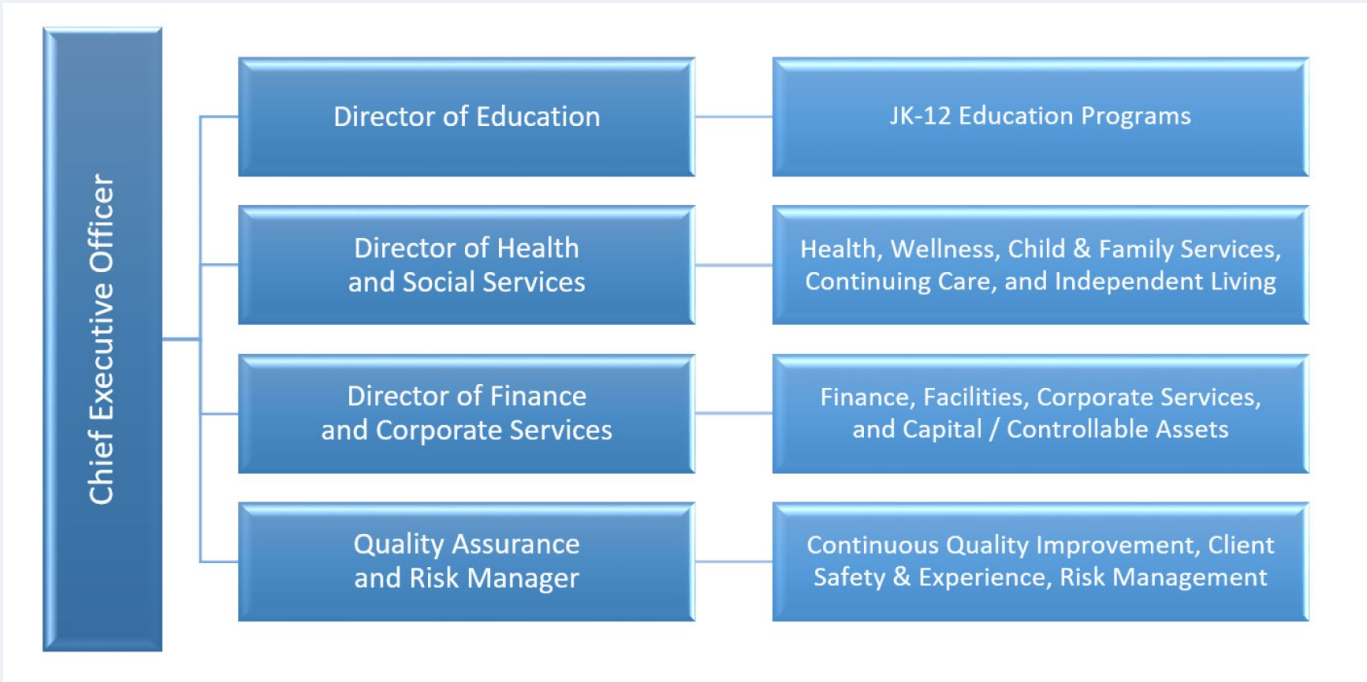 Chief Executive Officer
Director of Education
JK-12 Education Programs
Director of Health
and Social Services
Health, Wellness, Child & Family Services,
Continuing Care, and Independent Living
Director of Finance
and Corporate Services
Finance, Facilities, Corporate Services,
and Capital / Controllable Assets
Quality Assurance
and Risk Manager
Continuous Quality Improvement, Client
Safety & Experience, Risk Management